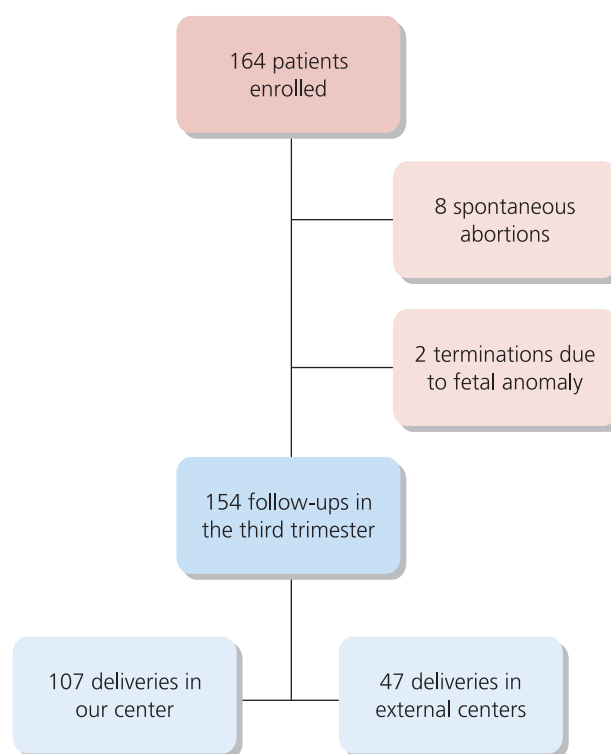 164 patients
enrolled
8 spontaneous
abortions
2 terminations due
to fetal anomaly
154 follow-ups in
the third trimester
107 deliveries in
our center
47 deliveries in
external centers